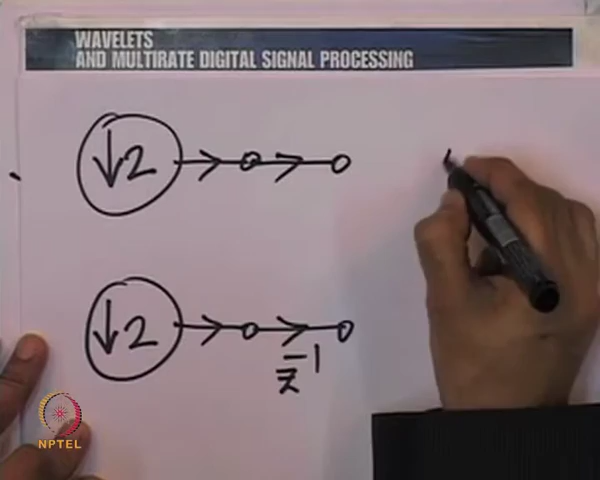 WAVELETS
AND MULTIRATE DIGITAL SIGNAL PROCESSING
↓2
↓2
z⁻¹
NPTEL